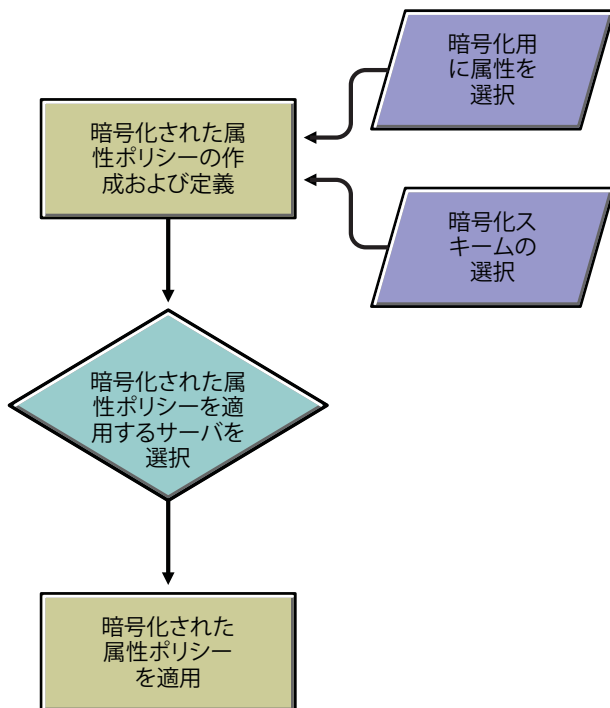 暗号化用
に属性を
選択
暗号化された属
性ポリシーの作
成および定義
暗号化ス
キームの
選択
暗号化された属
性ポリシーを適
用するサーバを
選択
暗号化された
属性ポリシー
を適用